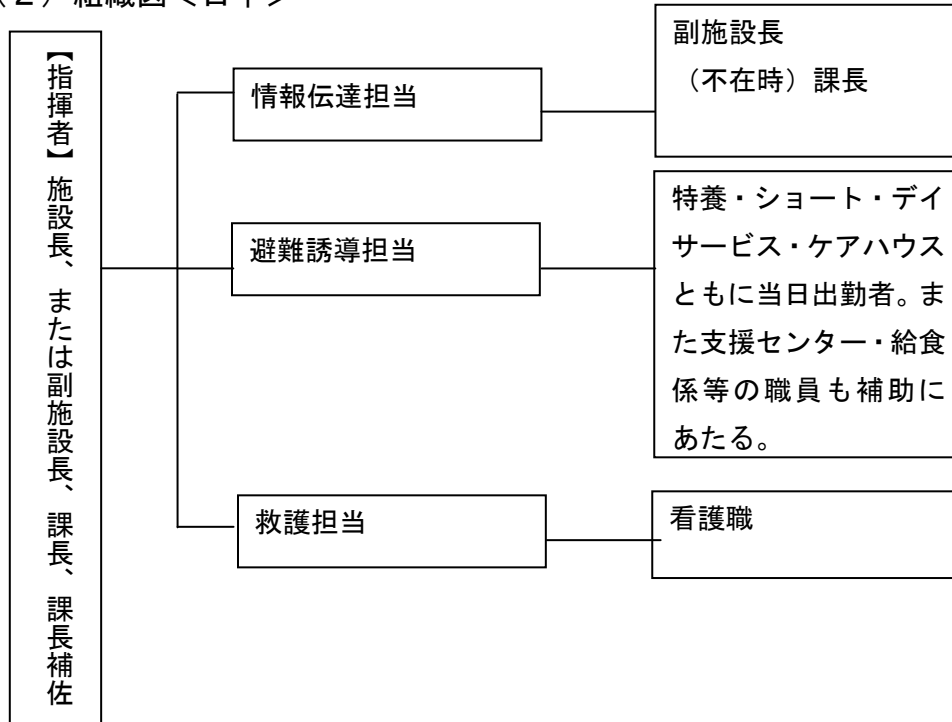 （２）組織図＜日中＞
【指揮者】施設長、または副施設長、課長、課長補佐
情報伝達担当
副施設長
（不在時）課長
避難誘導担当
特養・ショート・デイ
サービス・ケアハウス
ともに当日出勤者。ま
た支援センター・給食
係等の職員も補助に
あたる。
救護担当
看護職